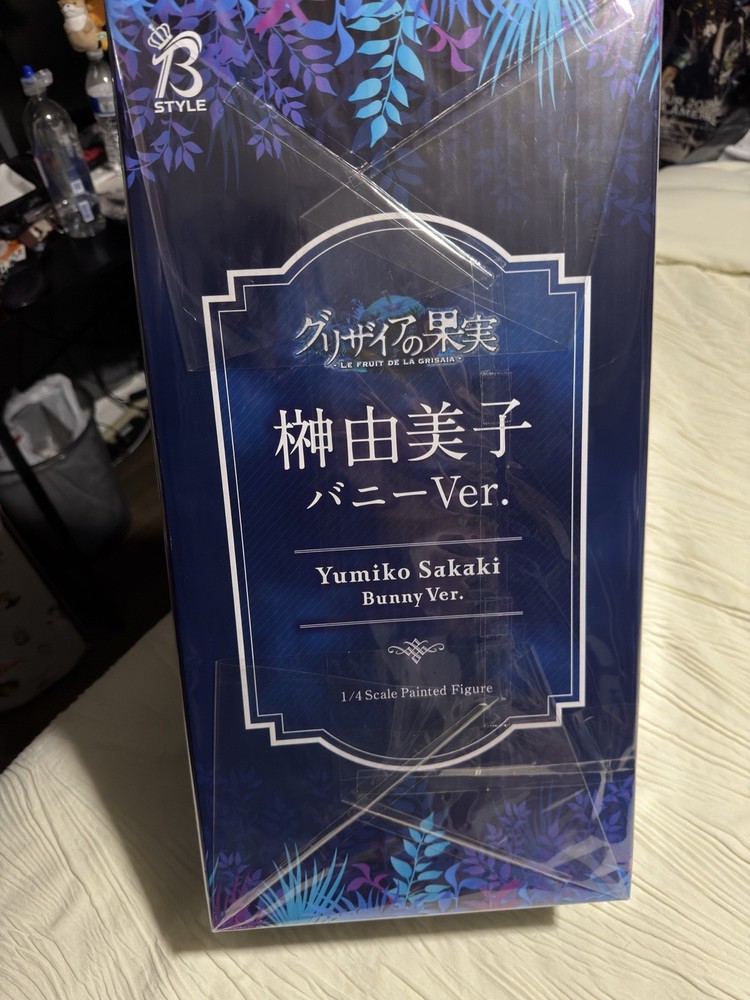 B
STYLE
グリザイアの果実
-LE FRUIT DE LA GRISAIA-
榊由美子
バニーVer.
Yumiko Sakaki
Bunny Ver.
1/4 Scale Painted Figure